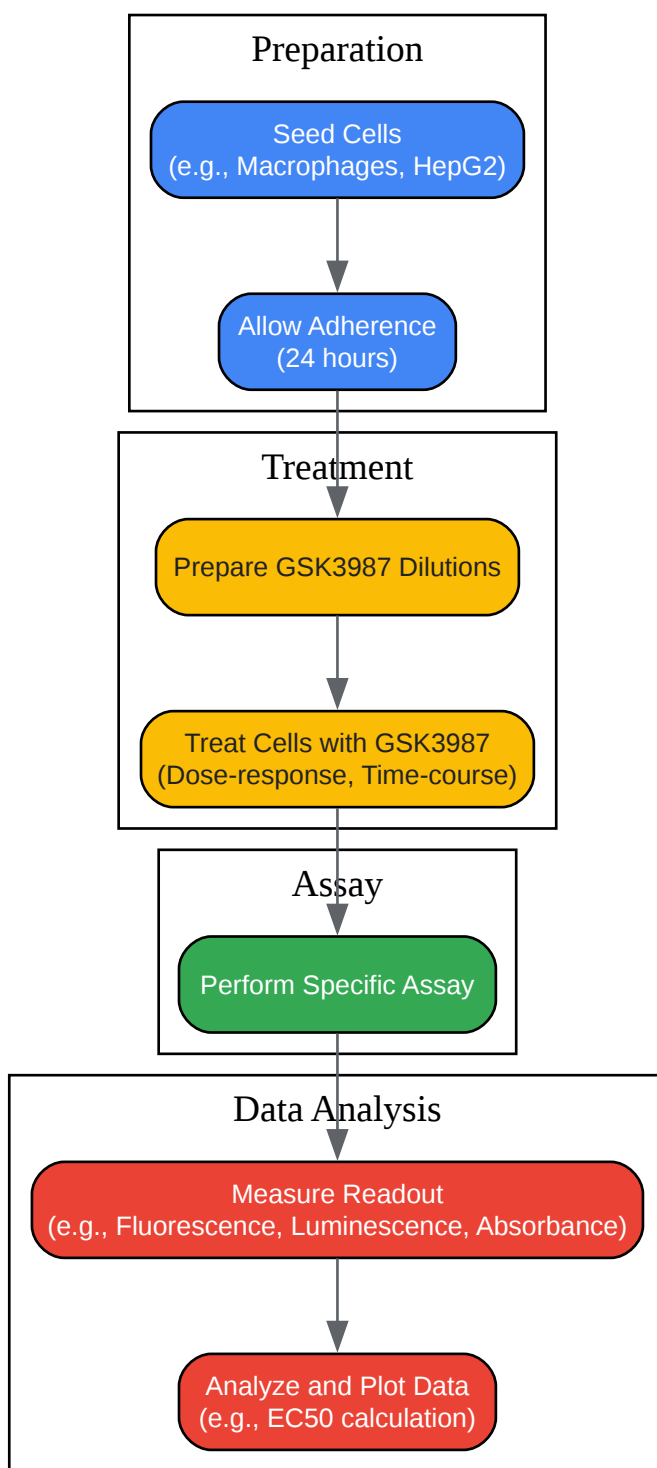 Preparation
Seed Cells
(e.g., Macrophages, HepG2)
Allow Adherence
(24 hours)
Treatment
Prepare GSK3987 Dilutions
Treat Cells with GSK3987
(Dose-response, Time-course)
Assay
Perform Specific Assay
Data Analysis
Measure Readout
(e.g., Fluorescence, Luminescence, Absorbance)
Analyze and Plot Data
(e.g., EC50 calculation)